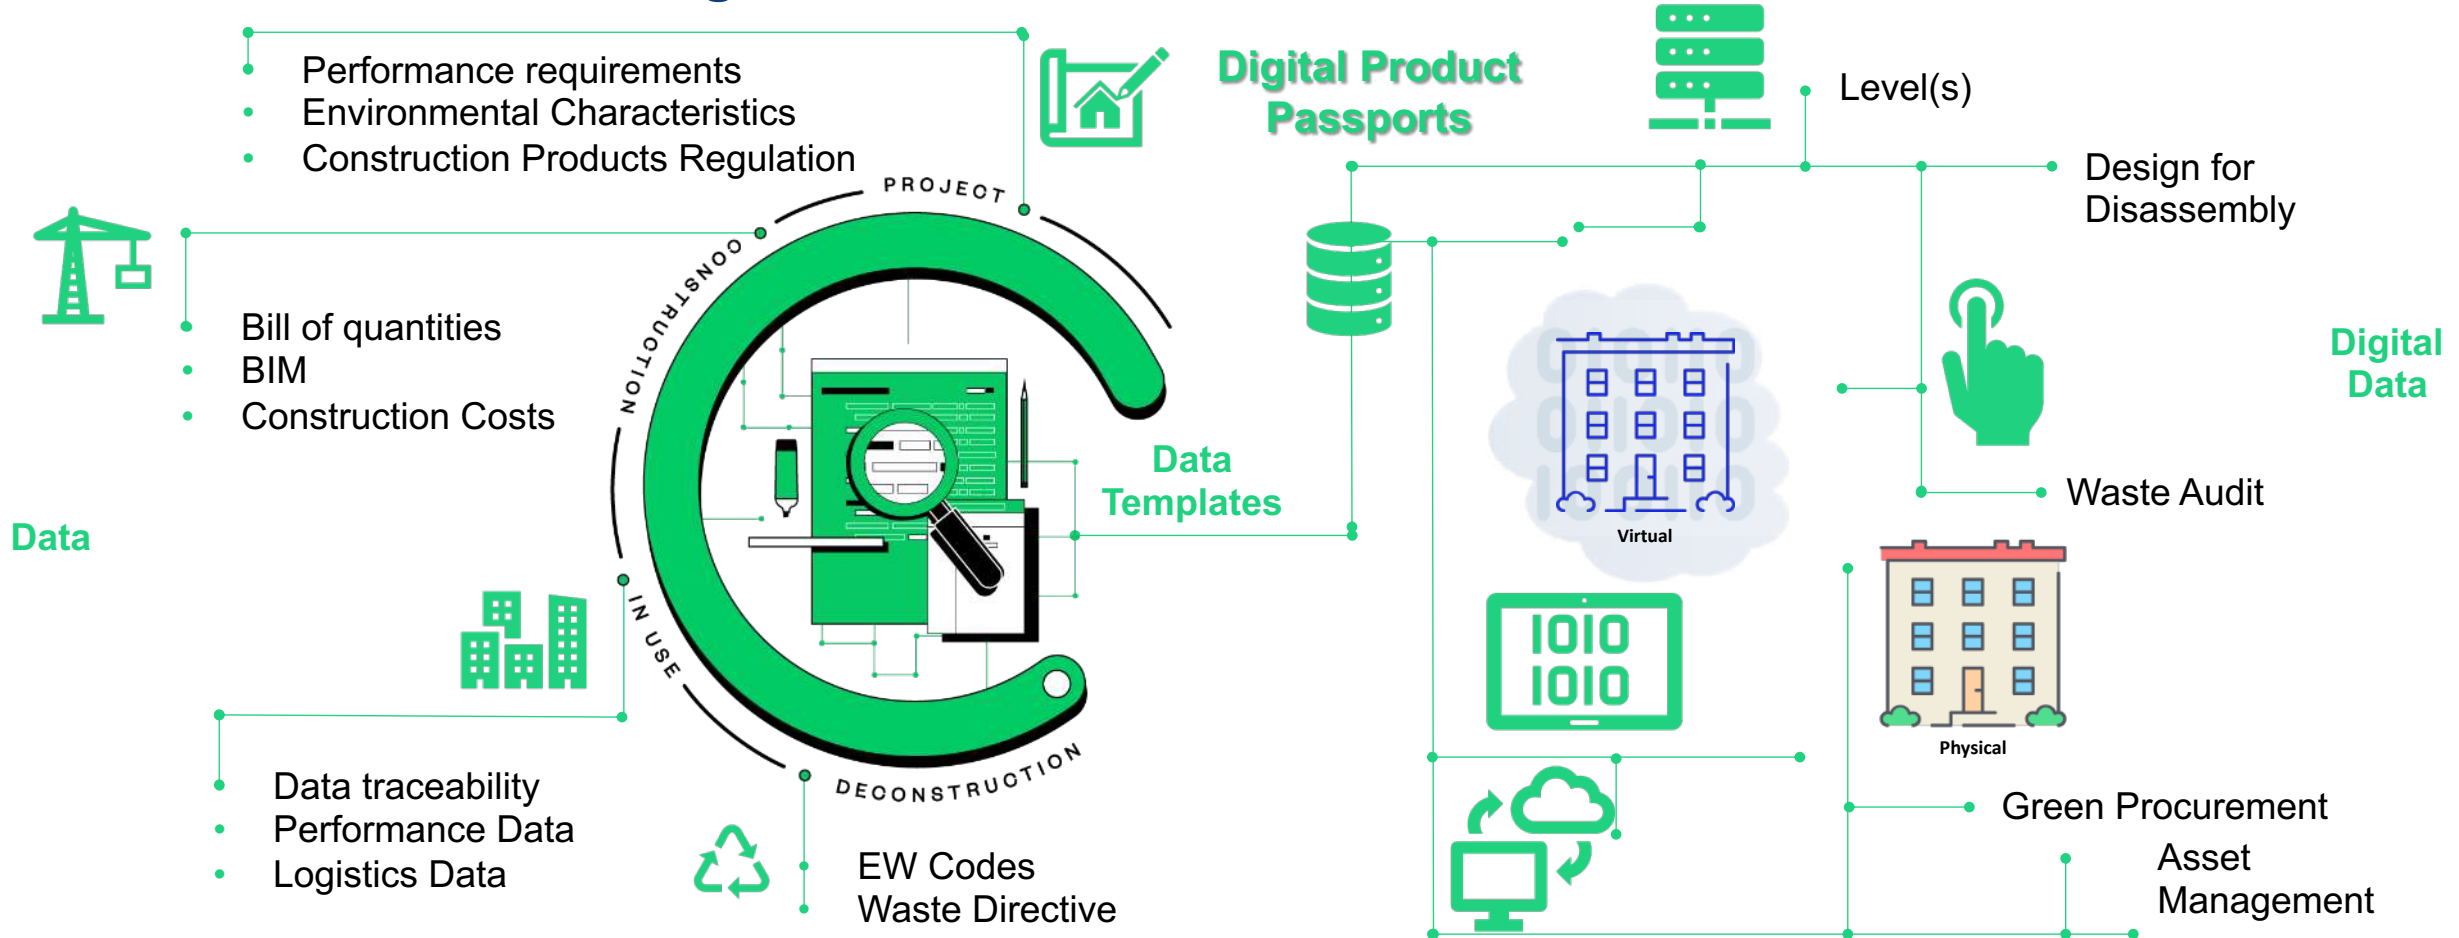 Performance requirements
Environmental Characteristics
Construction Products Regulation
Digital Product
Passports
Level(s)
Design for
Disassembly
PROJECT
CONSTRUCTION
Bill of quantities
BIM
Construction Costs
Digital
Data
Data
Templates
Waste Audit
Data
Virtual
IN USE
1010
1010
Physical
DECONSTRUCTION
Data traceability
Performance Data
Logistics Data
EW Codes
Waste Directive
Green Procurement
Asset
Management